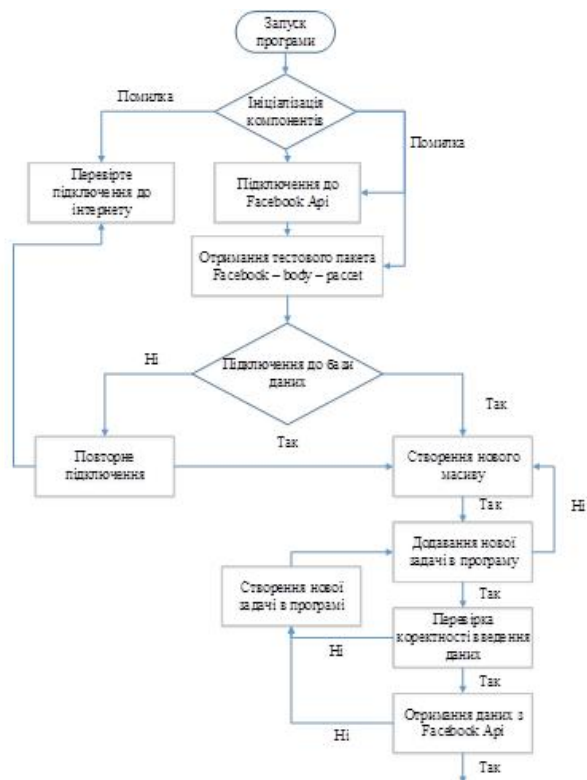 Запуск
програми
Помилка
Ініціалізація
компонентів
Помилка
Перевірте
підключення до
інтернету
Підключення до
Facebook Api
Отримання тестового пакета
Facebook – body – paccet
Ні
Підключення до бази
даних
Так
Повторне
підключення
Так
Створення нового
масиву
Так
Ні
Додавання нової
задачі в програму
Створення нової
задачі в програмі
Так
Перевірка
коректності введення
даних
Ні
Так
Отримання даних з
Facebook Api
Ні
Так